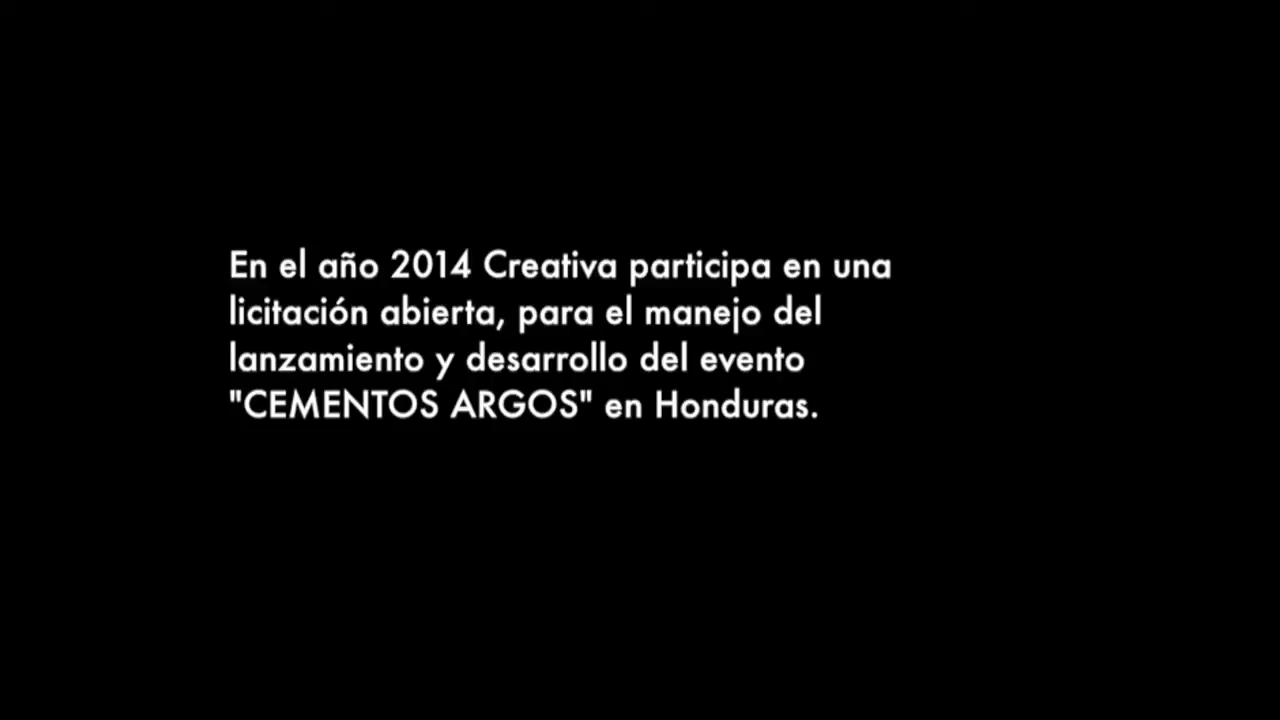 En el año 2014 Creativa participa en una
licitación abierta, para el manejo del
lanzamiento y desarrollo del evento
"CEMENTOS ARGOS" en Honduras.